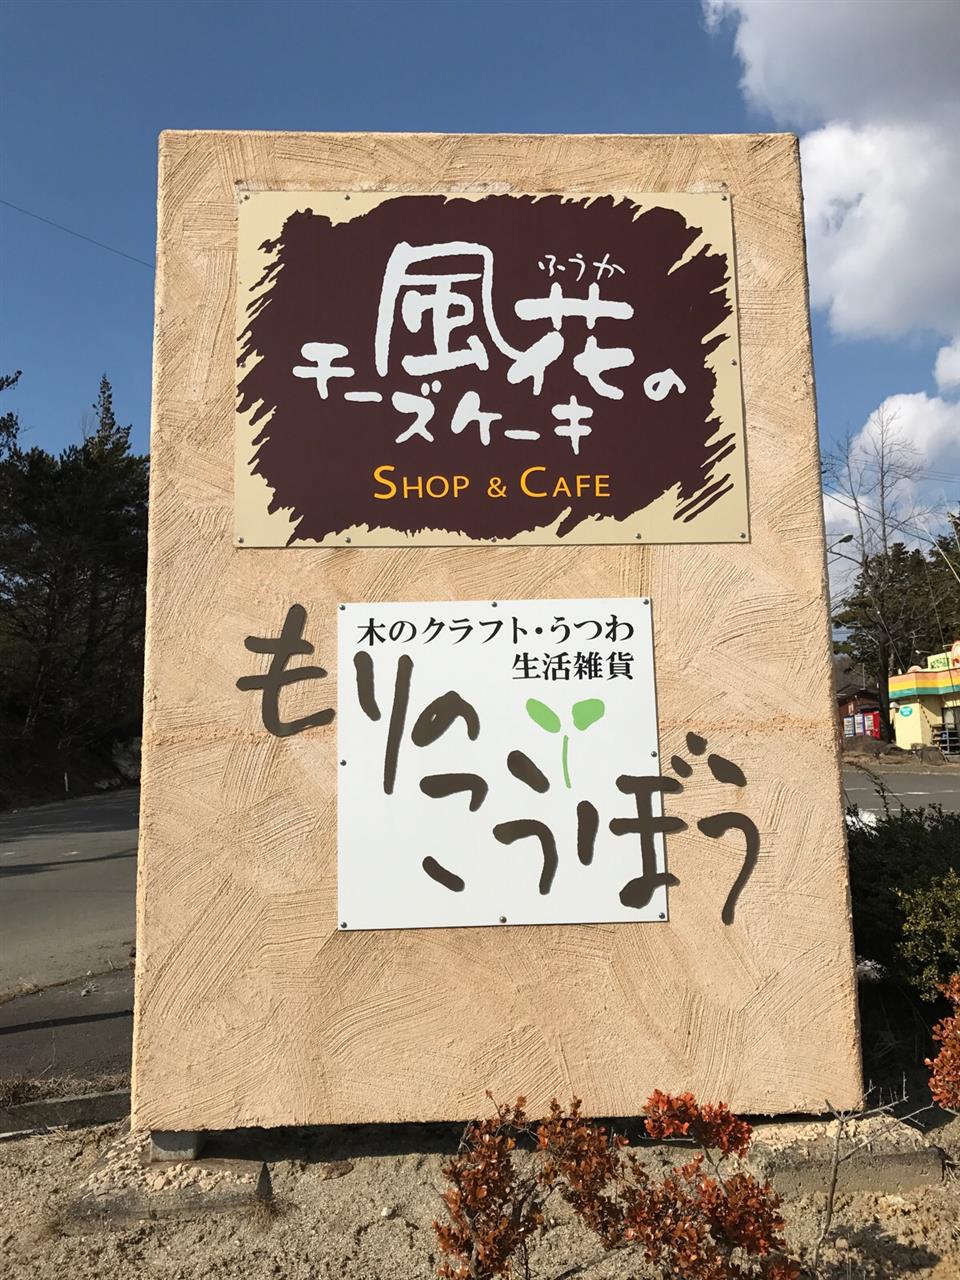 ふうか
風花の
チーズケーキ
SHOP & CAFE
木のクラフト・うつわ
生活雑貨
もりの
こうぼう